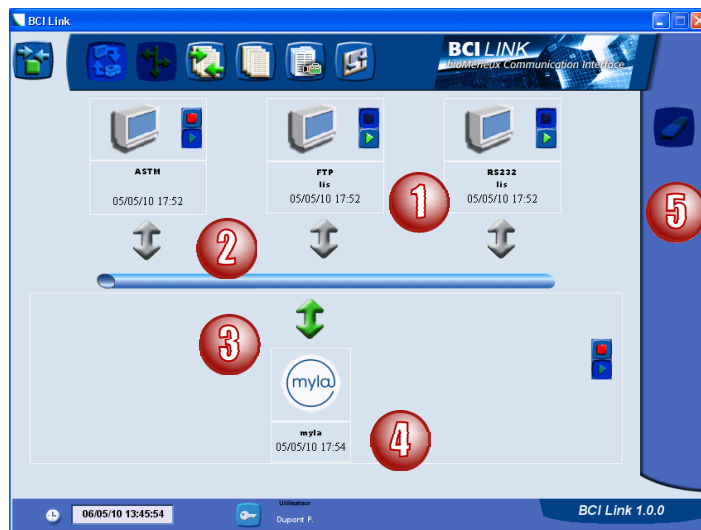 BCI Link
BCI LINK
bioMérieux Communication Interface
ASTM
05/05/10 17:52
FTP
lis
05/05/10 17:52
RS232
lis
05/05/10 17:52
1
5
2
3
myla
myla
05/05/10 17:54
4
06/05/10 13:45:54
Utilisateur
Dupont P.
BCI Link 1.0.0